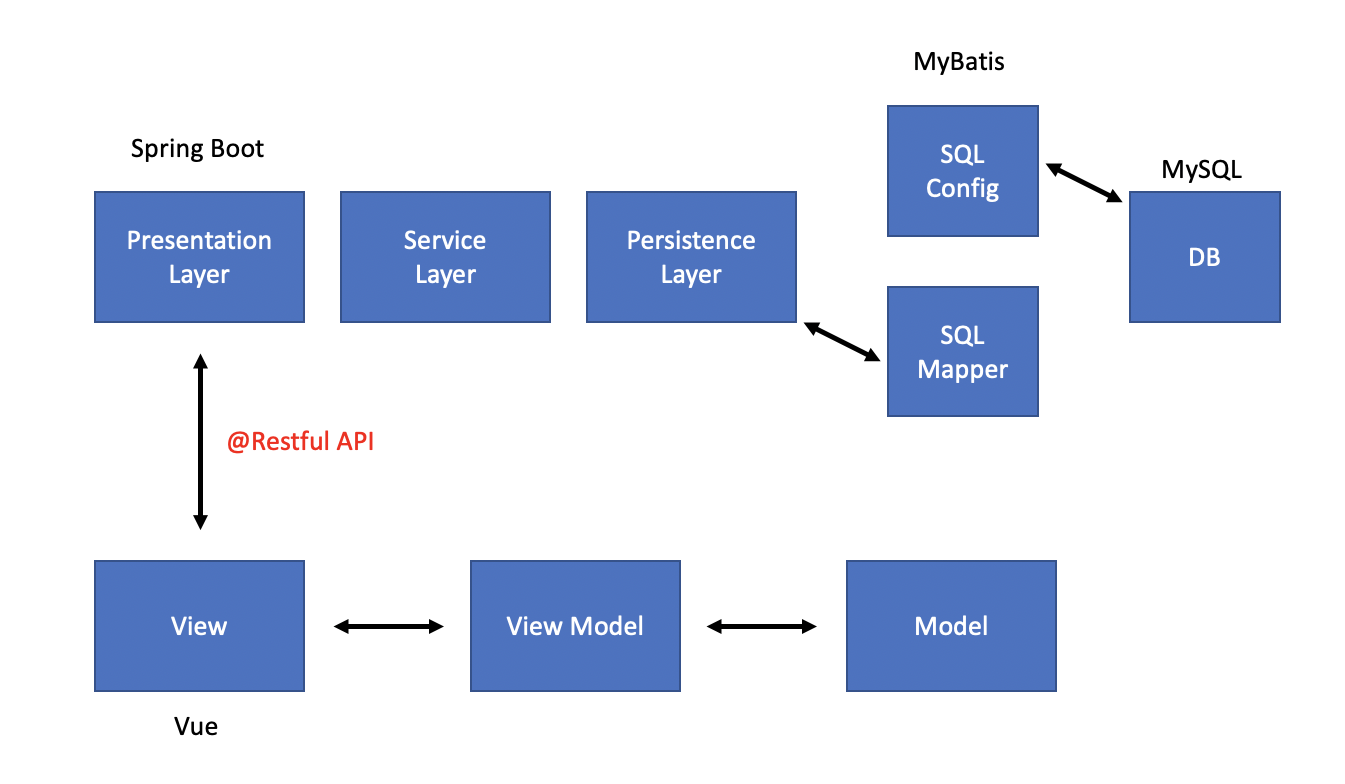 MyBatis
Spring Boot
SQL
Config
MySQL
Presentation
Layer
Service
Layer
Persistence
Layer
DB
SQL
Mapper
@Restful API
View
View Model
Model
Vue